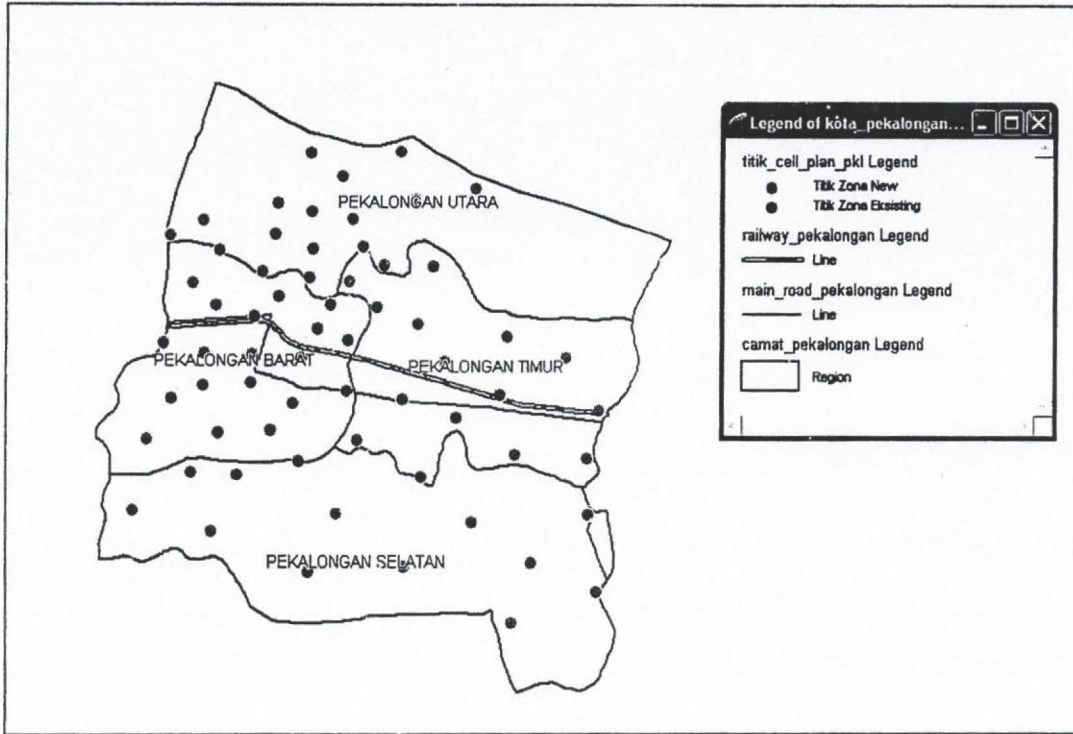 PEKALONGAN UTARA
PEKALONGAN BARAT
PEKALONGAN TIMUR
PEKALONGAN SELATAN
Legend of kota_pekalongan...
titik_cell_plan_pkl Legend
Titik Zona New
Titik Zona Eksisting
railway_pekalongan Legend
Line
main_road_pekalongan Legend
Line
camat_pekalongan Legend
Region